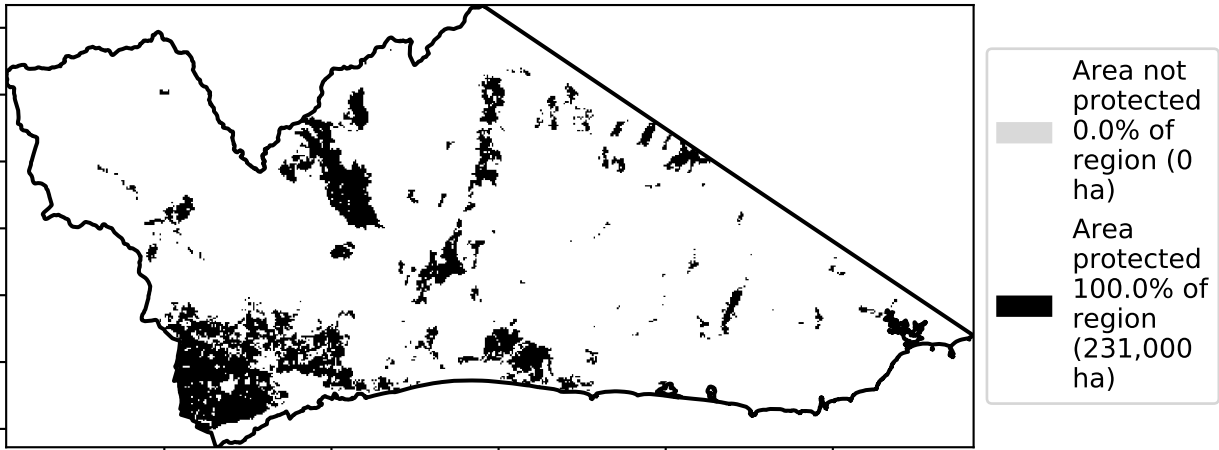 Area not
protected
0.0% of
region (0
ha)
Area
protected
100.0% of
region
(231,000
ha)